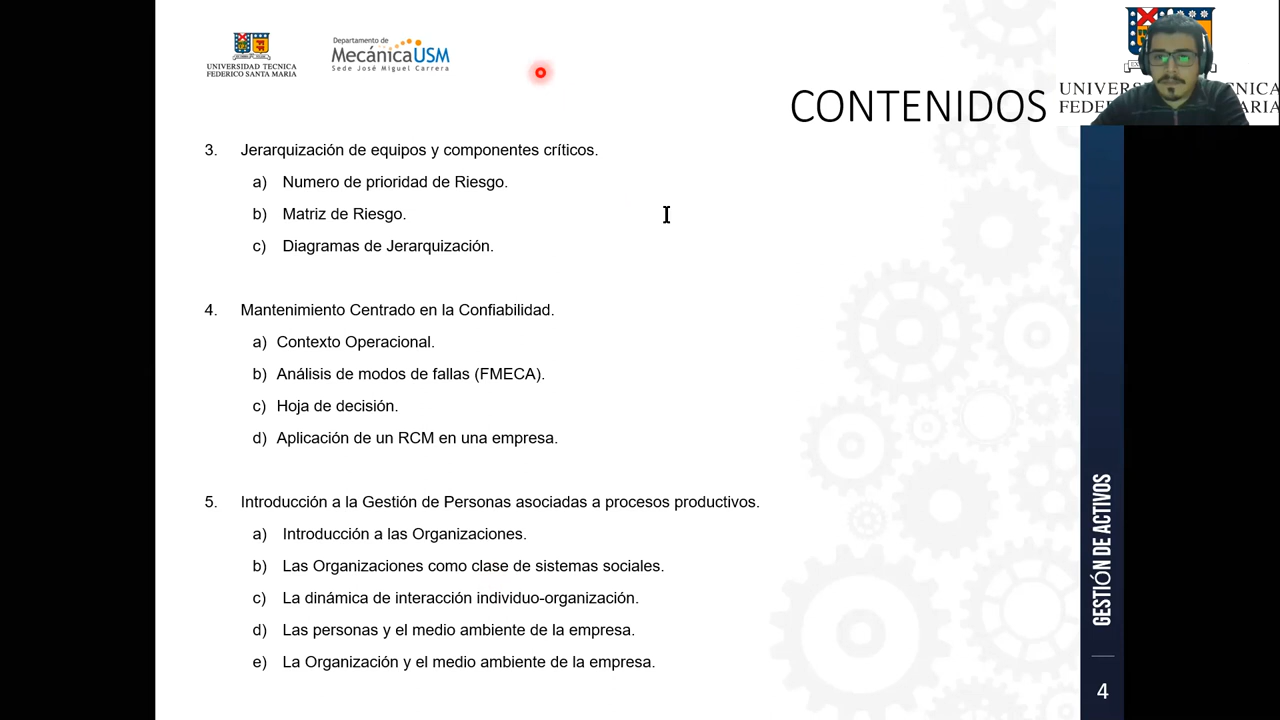 UNIVERSIDAD TECNICA
FEDERICO SANTA MARIA
Departamento de
MecánicaUSM
Sede José Miguel Carrera
CONTENIDOS
3. Jerarquización de equipos y componentes críticos.
a) Numero de prioridad de Riesgo.
b) Matriz de Riesgo.
c) Diagramas de Jerarquización.
4. Mantenimiento Centrado en la Confiabilidad.
a) Contexto Operacional.
b) Análisis de modos de fallas (FMECA).
c) Hoja de decisión.
d) Aplicación de un RCM en una empresa.
5. Introducción a la Gestión de Personas asociadas a procesos productivos.
a) Introducción a las Organizaciones.
b) Las Organizaciones como clase de sistemas sociales.
c) La dinámica de Interacción individuo-organización.
d) Las personas y el medio ambiente de la empresa.
e) La Organización y el medio ambiente de la empresa.
GESTIÓN DE ACTIVOS
4